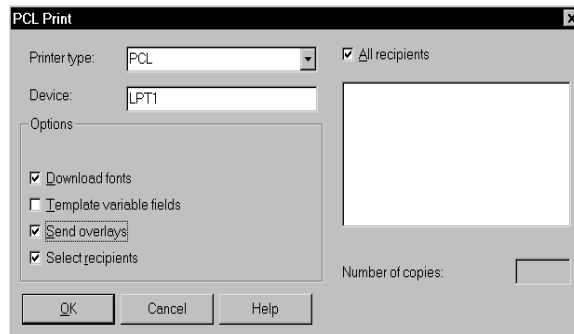 PCL Print
Printer type: PCL
Device: LPT1
Options
Download fonts
Template variable fields
Send overlays
Select recipients
OK Cancel Help
All recipients
Number of copies: